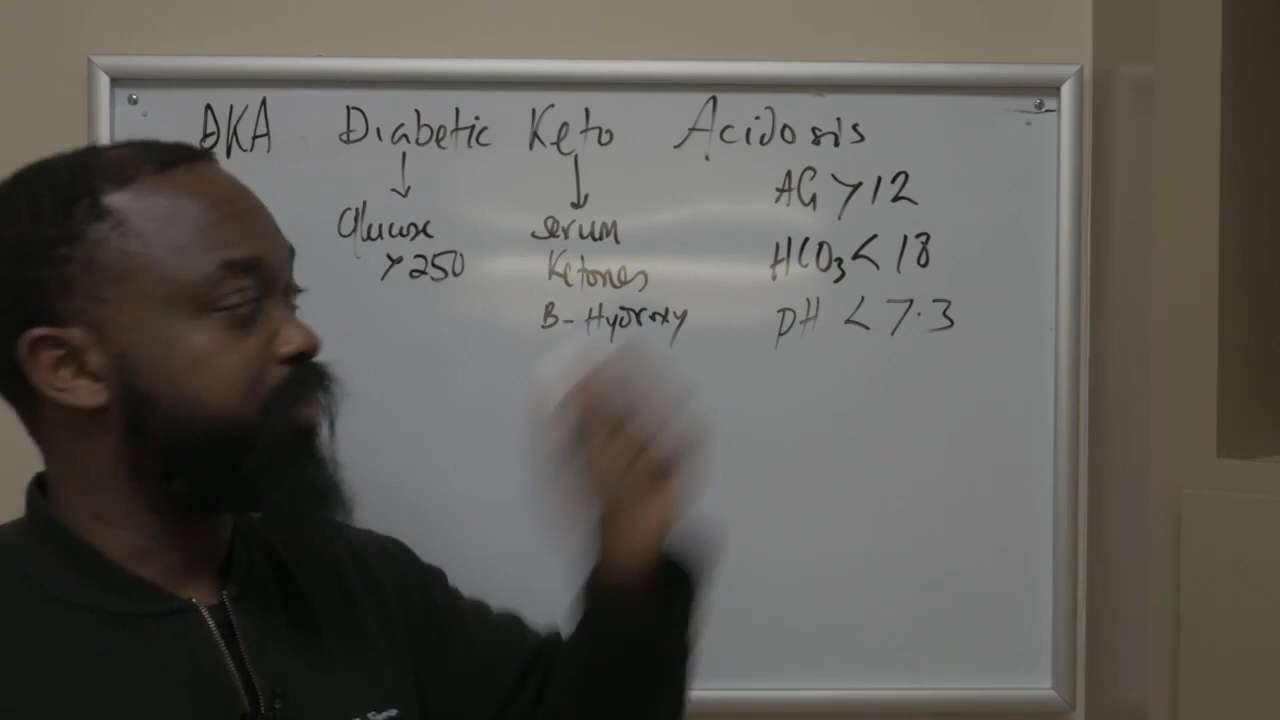 DKA Diabetic Keto Acidosis
Glucose
>250
Serum
Ketones
B-Hydroxy
AG >12
HCO3 < 18
pH < 7.3